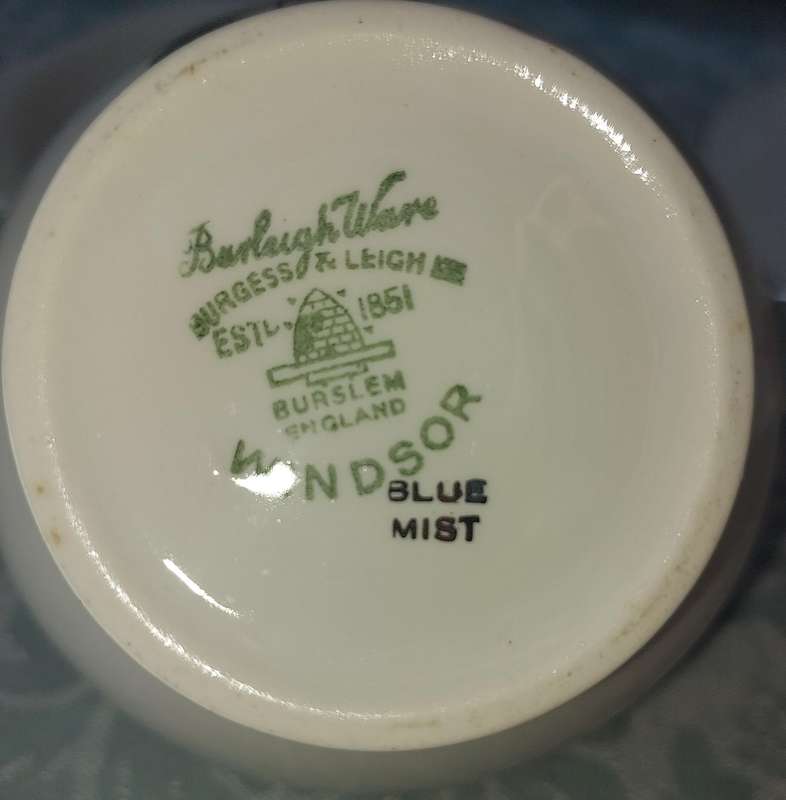 Burleigh Ware
BURGESS & LEIGH LTD
ESTD. 1851
BURSLEM
ENGLAND
WINDSOR
BLUE
MIST